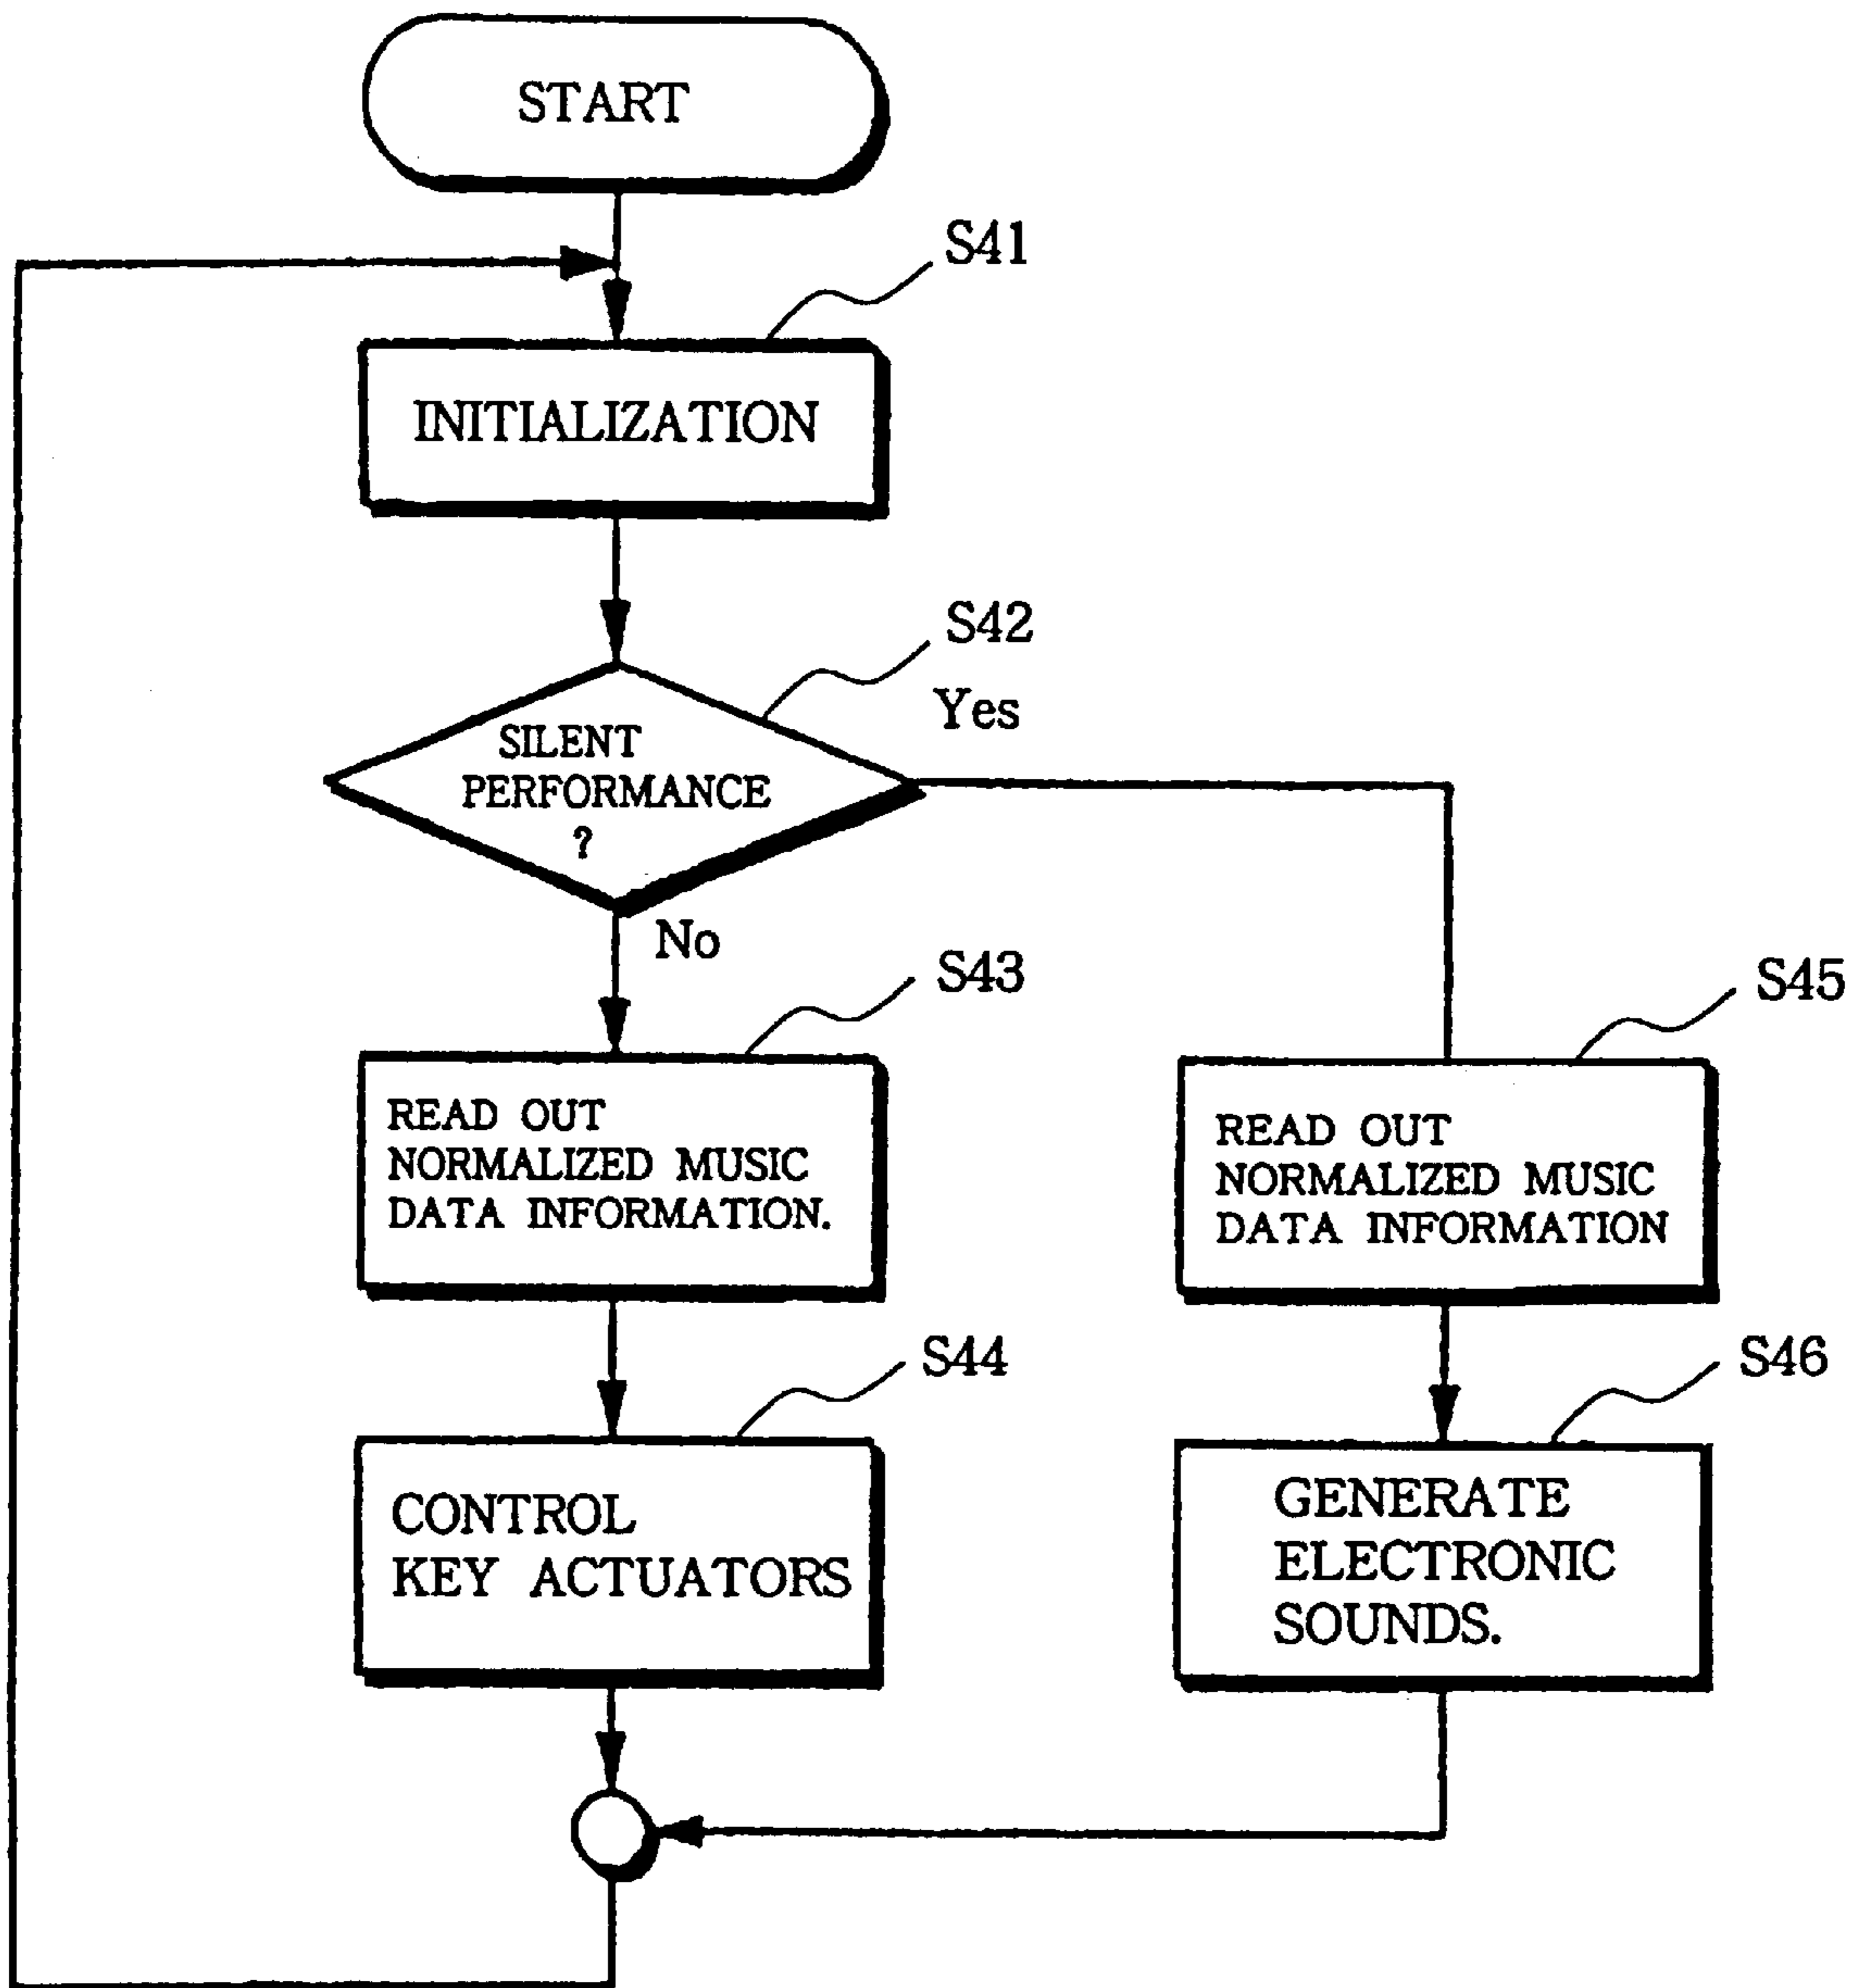 START
S41
INITIALIZATION
S42
Yes
SILENT
PERFORMANCE
?
No
S43
READ OUT
NORMALIZED MUSIC
DATA INFORMATION.
S44
CONTROL
KEY ACTUATORS
S45
READ OUT
NORMALIZED MUSIC
DATA INFORMATION
S46
GENERATE
ELECTRONIC
SOUNDS.